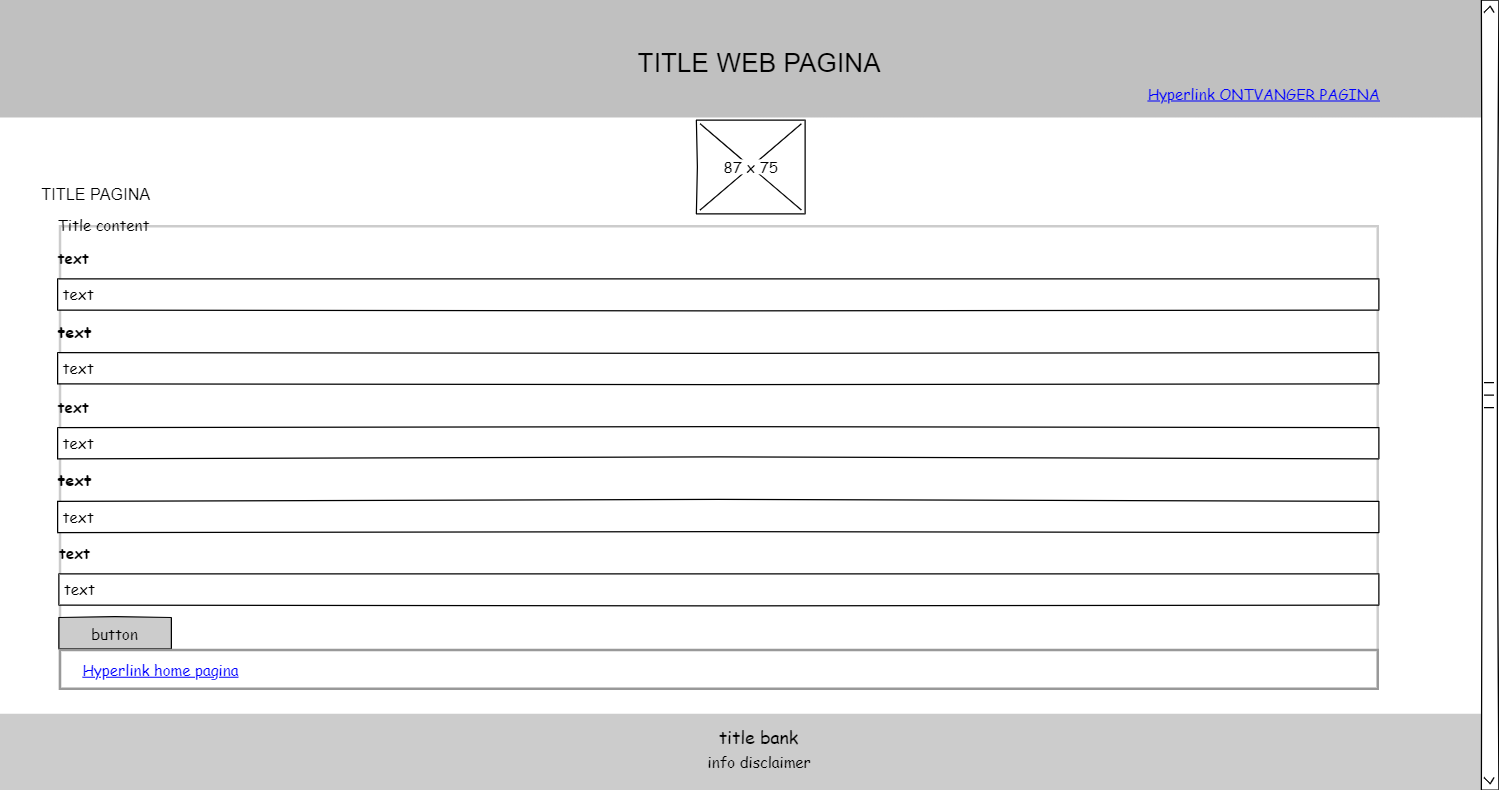 TITLE WEB PAGINA
Hyperlink ONTVANGER PAGINA
87 x 75
TITLE PAGINA
Title content
text
text
text
text
text
text
text
text
text
text
button
Hyperlink home pagina
title bank
info disclaimer